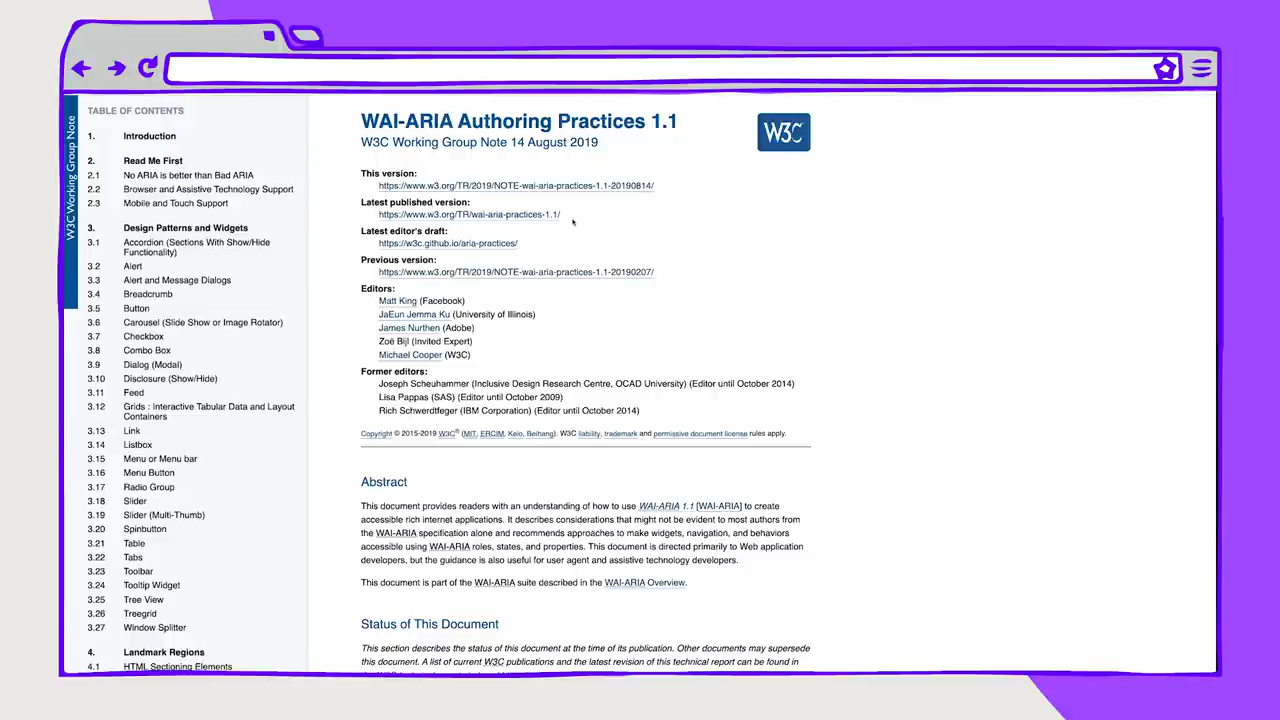 W3C Working Group Note
TABLE OF CONTENTS
1. Introduction
2. Read Me First
2.1 No ARIA is better than Bad ARIA
2.2 Browser and Assistive Technology Support
2.3 Mobile and Touch Support
3. Design Patterns and Widgets
3.1 Accordion (Sections With Show/Hide
Functionality)
3.2 Alert
3.3 Alert and Message Dialogs
3.4 Breadcrumb
3.5 Button
3.6 Carousel (Slide Show or Image Rotator)
3.7 Checkbox
3.8 Combo Box
3.9 Dialog (Modal)
3.10 Disclosure (Show/Hide)
3.11 Feed
3.12 Grids : Interactive Tabular Data and Layout
Containers
3.13 Link
3.14 Listbox
3.15 Menu or Menu bar
3.16 Menu Button
3.17 Radio Group
3.18 Slider
3.19 Slider (Multi-Thumb)
3.20 Spinbutton
3.21 Table
3.22 Tabs
3.23 Toolbar
3.24 Tooltip Widget
3.25 Tree View
3.26 Treegrid
3.27 Window Splitter
4. Landmark Regions
4.1 HTML Sectioning Elements
WAI-ARIA Authoring Practices 1.1
W3C
W3C Working Group Note 14 August 2019
This version:
https://www.w3.org/TR/2019/NOTE-wai-aria-practices-1.1-20190814/
Latest published version:
https://www.w3.org/TR/wai-aria-practices-1.1/
Latest editor's draft:
https://w3c.github.io/aria-practices/
Previous version:
https://www.w3.org/TR/2019/NOTE-wai-aria-practices-1.1-20190207/
Editors:
Matt King (Facebook)
JaEun Jemma Ku (University of Illinois)
James Nurthen (Adobe)
Zoë Bijl (Invited Expert)
Michael Cooper (W3C)
Former editors:
Joseph Scheuhammer (Inclusive Design Research Centre, OCAD University) (Editor until October 2014)
Lisa Pappas (SAS) (Editor until October 2009)
Rich Schwerdtfeger (IBM Corporation) (Editor until October 2014)
Copyright © 2015-2019 W3C® (MIT, ERCIM, Keio, Beihang). W3C liability, trademark and permissive document license rules apply.
Abstract
This document provides readers with an understanding of how to use WAI-ARIA 1.1 [WAI-ARIA] to create
accessible rich internet applications. It describes considerations that might not be evident to most authors from
the WAI-ARIA specification alone and recommends approaches to make widgets, navigation, and behaviors
accessible using WAI-ARIA roles, states, and properties. This document is directed primarily to Web application
developers, but the guidance is also useful for user agent and assistive technology developers.
This document is part of the WAI-ARIA suite described in the WAI-ARIA Overview.
Status of This Document
This section describes the status of this document at the time of its publication. Other documents may supersede
this document. A list of current W3C publications and the latest revision of this technical report can be found in